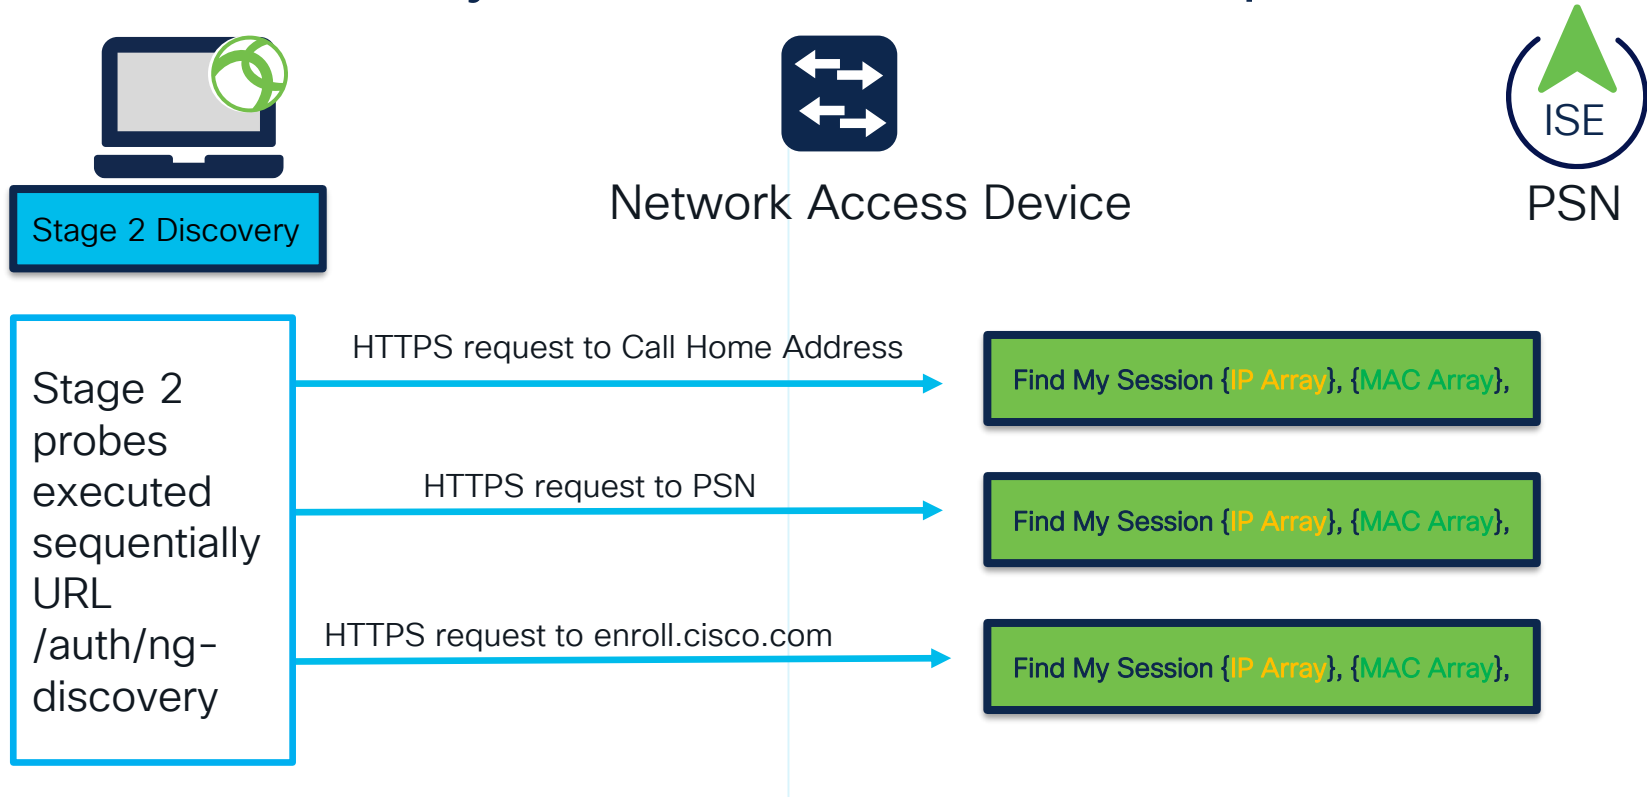 ISE
Network Access Device
PSN
Stage 2 Discovery
HTTPS request to Call Home Address
Find My Session {IP Array}, {MAC Array},
Stage 2
probes
executed
sequentially
URL
/auth/ng-
discovery
HTTPS request to PSN
Find My Session {IP Array}, {MAC Array},
HTTPS request to enroll.cisco.com
Find My Session {IP Array}, {MAC Array},